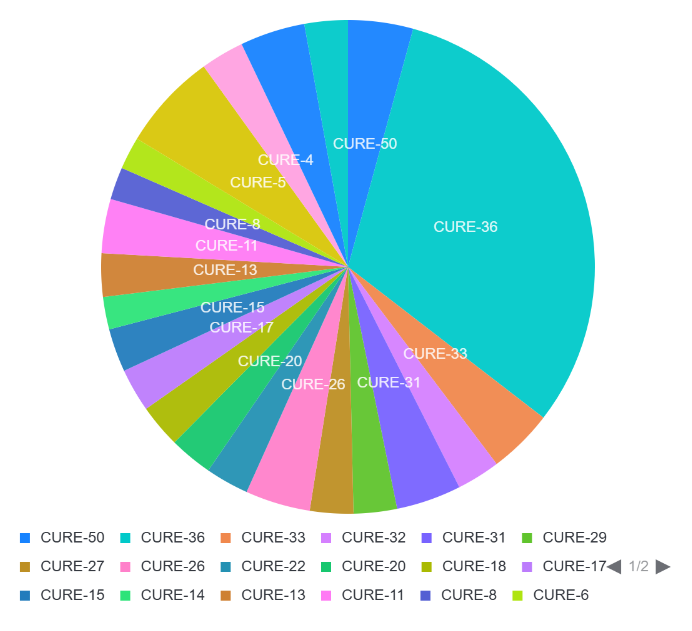 CURE-50
CURE-4
CURE-5
CURE-36
CURE-8
CURE-11
CURE-13
CURE-15
CURE-17
CURE-33
CURE-20
CURE-26
CURE-31
CURE-50 CURE-36 CURE-33 CURE-32 CURE-31 CURE-29
CURE-27 CURE-26 CURE-22 CURE-20 CURE-18 CURE-17 1/2
CURE-15 CURE-14 CURE-13 CURE-11 CURE-8 CURE-6